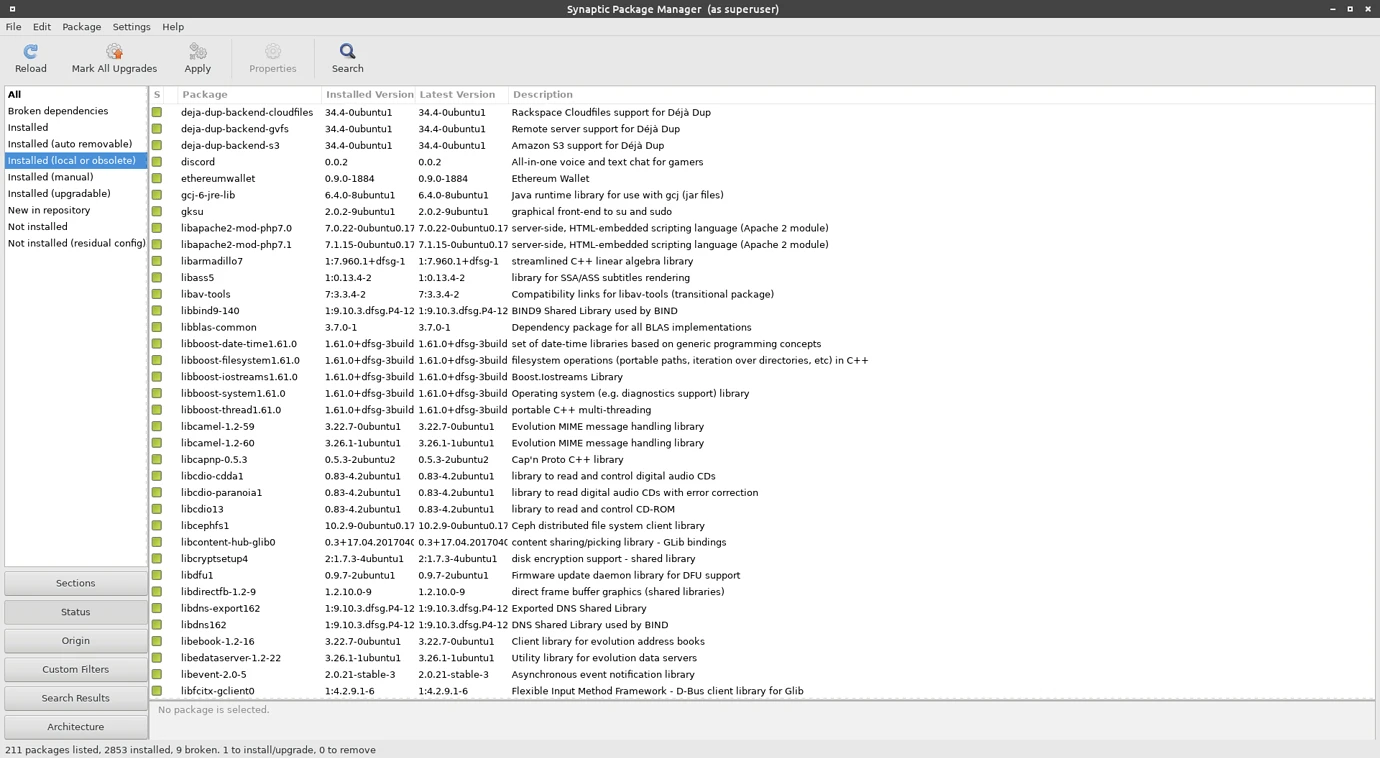 Synaptic Package Manager (as superuser)
File Edit Package Settings Help
Reload Mark All Upgrades Apply Properties Search
All
Broken dependencies
Installed
Installed (auto removable)
Installed (local or obsolete)
Installed (manual)
Installed (upgradable)
New in repository
Not installed
Not installed (residual config)
Sections
Status
Origin
Custom Filters
Search Results
Architecture
S Package Installed Version Latest Version Description
deja-dup-backend-cloudfiles 34.4-0ubuntu1 34.4-0ubuntu1 Rackspace Cloudfiles support for Déjà Dup
deja-dup-backend-gvfs 34.4-0ubuntu1 34.4-0ubuntu1 Remote server support for Déjà Dup
deja-dup-backend-s3 34.4-0ubuntu1 34.4-0ubuntu1 Amazon S3 support for Déjà Dup
discord 0.0.2 0.0.2 All-in-one voice and text chat for gamers
ethereumwallet 0.9.0-1884 0.9.0-1884 Ethereum Wallet
gcj-6-jre-lib 6.4.0-8ubuntu1 6.4.0-8ubuntu1 Java runtime library for use with gcj (jar files)
gksu 2.0.2-9ubuntu1 2.0.2-9ubuntu1 graphical front-end to su and sudo
libapache2-mod-php7.0 7.0.22-0ubuntu0.17 7.0.22-0ubuntu0.17 server-side, HTML-embedded scripting language (Apache 2 module)
libapache2-mod-php7.1 7.1.15-0ubuntu0.17 7.1.15-0ubuntu0.17 server-side, HTML-embedded scripting language (Apache 2 module)
libarmadillo7 1:7.960.1+dfsg-1 1:7.960.1+dfsg-1 streamlined C++ linear algebra library
libass5 1:0.13.4-2 1:0.13.4-2 library for SSA/ASS subtitles rendering
libav-tools 7:3.3.4-2 7:3.3.4-2 Compatibility links for libav-tools (transitional package)
libbind9-140 1:9.10.3.dfsg.P4-12 1:9.10.3.dfsg.P4-12 BIND9 Shared Library used by BIND
libblas-common 3.7.0-1 3.7.0-1 Dependency package for all BLAS implementations
libboost-date-time1.61.0 1.61.0+dfsg-3build 1.61.0+dfsg-3build set of date-time libraries based on generic programming concepts
libboost-filesystem1.61.0 1.61.0+dfsg-3build 1.61.0+dfsg-3build filesystem operations (portable paths, iteration over directories, etc) in C++
libboost-iostreams1.61.0 1.61.0+dfsg-3build 1.61.0+dfsg-3build Boost.Iostreams Library
libboost-system1.61.0 1.61.0+dfsg-3build 1.61.0+dfsg-3build Operating system (e.g. diagnostics support) library
libboost-thread1.61.0 1.61.0+dfsg-3build 1.61.0+dfsg-3build portable C++ multi-threading
libcamel-1.2-59 3.22.7-0ubuntu1 3.22.7-0ubuntu1 Evolution MIME message handling library
libcamel-1.2-60 3.26.1-1ubuntu1 3.26.1-1ubuntu1 Evolution MIME message handling library
libcapnp-0.5.3 0.5.3-2ubuntu2 0.5.3-2ubuntu2 Cap'n Proto C++ library
libcdio-cdda1 0.83-4.2ubuntu1 0.83-4.2ubuntu1 library to read and control digital audio CDs
libcdio-paranoia1 0.83-4.2ubuntu1 0.83-4.2ubuntu1 library to read digital audio CDs with error correction
libcdio13 0.83-4.2ubuntu1 0.83-4.2ubuntu1 library to read and control CD-ROM
libcephfs1 10.2.9-0ubuntu0.17 10.2.9-0ubuntu0.17 Ceph distributed file system client library
libcontent-hub-glib0 0.3+17.04.2017040 0.3+17.04.2017040 content sharing/picking library - GLib bindings
libcryptsetup4 2:1.7.3-4ubuntu1 2:1.7.3-4ubuntu1 disk encryption support - shared library
libdfu1 0.9.7-2ubuntu1 0.9.7-2ubuntu1 Firmware update daemon library for DFU support
libdirectfb-1.2-9 1.2.10.0-9 1.2.10.0-9 direct frame buffer graphics (shared libraries)
libdns-export162 1:9.10.3.dfsg.P4-12 1:9.10.3.dfsg.P4-12 Exported DNS Shared Library
libdns162 1:9.10.3.dfsg.P4-12 1:9.10.3.dfsg.P4-12 DNS Shared Library used by BIND
libebook-1.2-16 3.22.7-0ubuntu1 3.22.7-0ubuntu1 Client library for evolution address books
libedataserver-1.2-22 3.26.1-1ubuntu1 3.26.1-1ubuntu1 Utility library for evolution data servers
libevent-2.0-5 2.0.21-stable-3 2.0.21-stable-3 Asynchronous event notification library
libfcitx-gclient0 1:4.2.9.1-6 1:4.2.9.1-6 Flexible Input Method Framework - D-Bus client library for Glib
No package is selected.
211 packages listed, 2853 installed, 9 broken. 1 to install/upgrade, 0 to remove